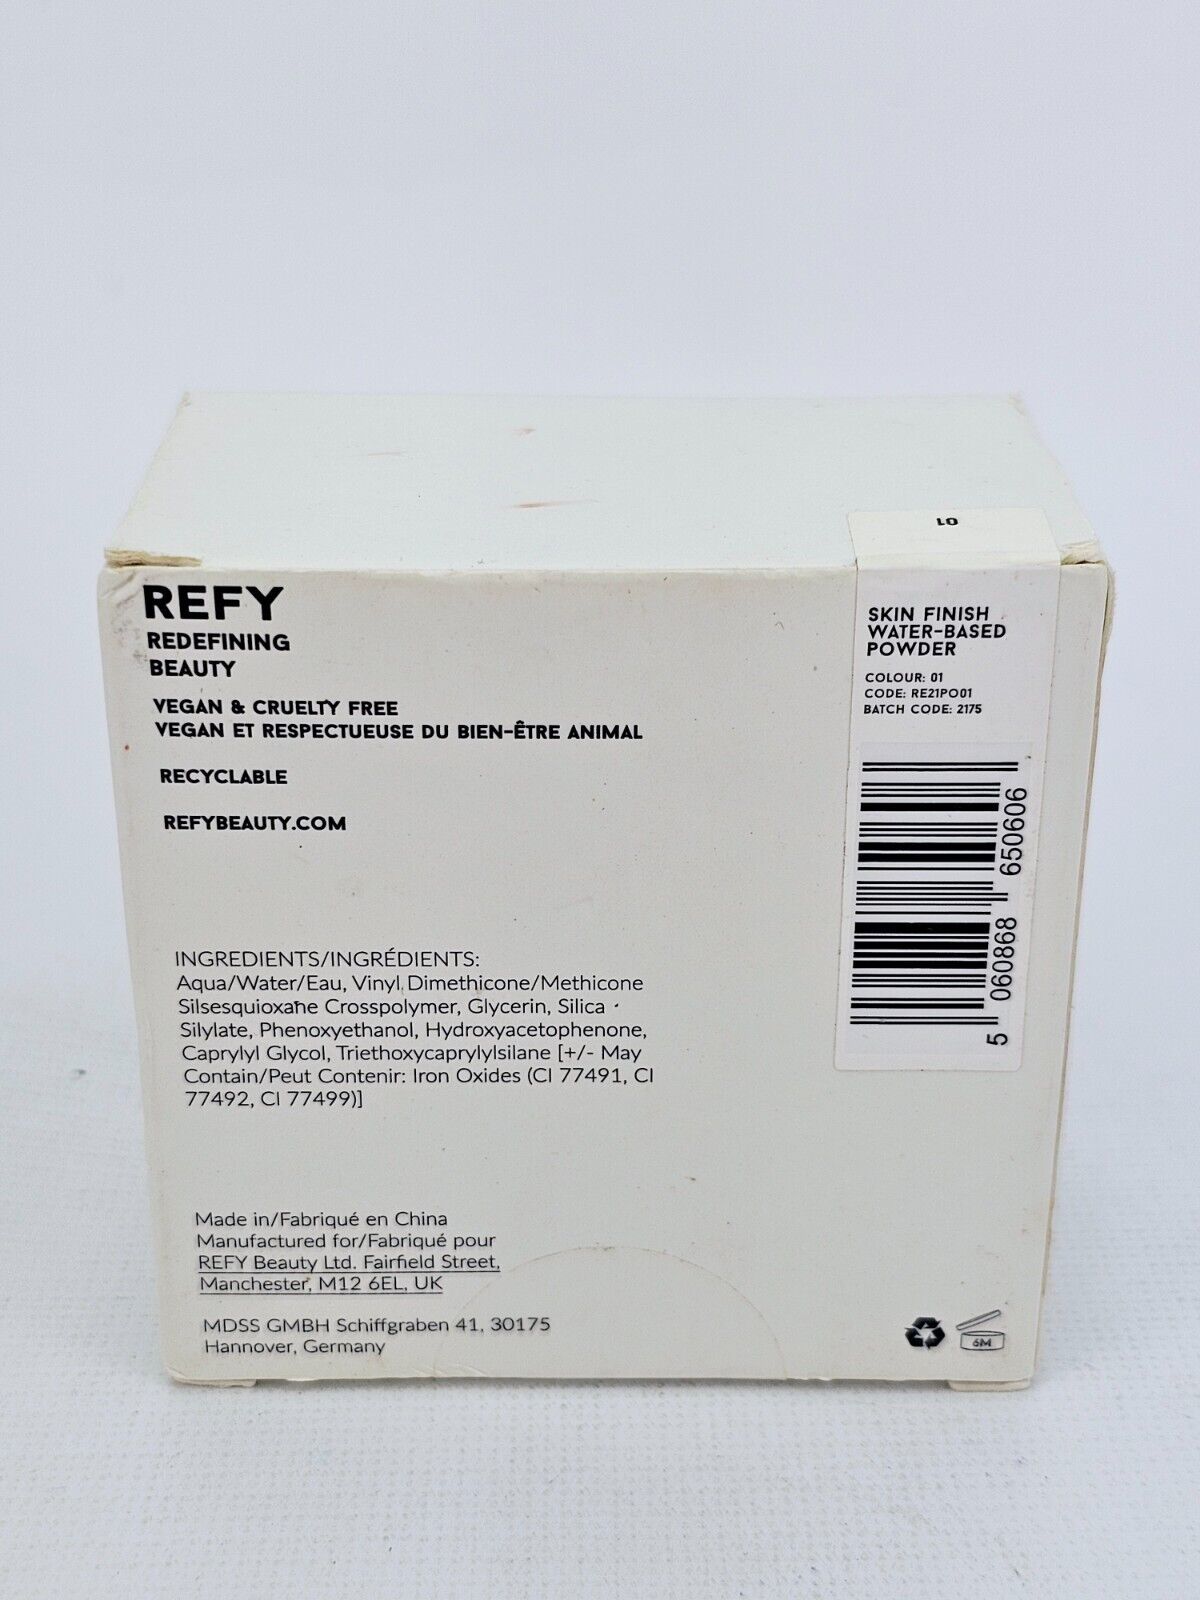 01
REFY
REDEFINING
BEAUTY
VEGAN & CRUELTY FREE
VEGAN ET RESPECTUEUSE DU BIEN-ÊTRE ANIMAL
RECYCLABLE
REFYBEAUTY.COM
INGREDIENTS/INGRÉDIENTS:
Aqua/Water/Eau, Vinyl Dimethicone/Methicone
Silsesquioxane Crosspolymer, Glycerin, Silica
Silylate, Phenoxyethanol, Hydroxyacetophenone,
Caprylyl Glycol, Triethoxycaprylylsilane [+/- May
Contain/Peut Contenir: Iron Oxides (CI 77491, CI
77492, CI 77499)]
Made in/Fabriqué en China
Manufactured for/Fabriqué pour
REFY Beauty Ltd. Fairfield Street,
Manchester, M12 6EL, UK
MDSS GMBH Schiffgraben 41, 30175
Hannover, Germany
SKIN FINISH
WATER-BASED
POWDER
COLOUR: 01
CODE: RE21PO01
BATCH CODE: 2175
5 060868 650606
6M